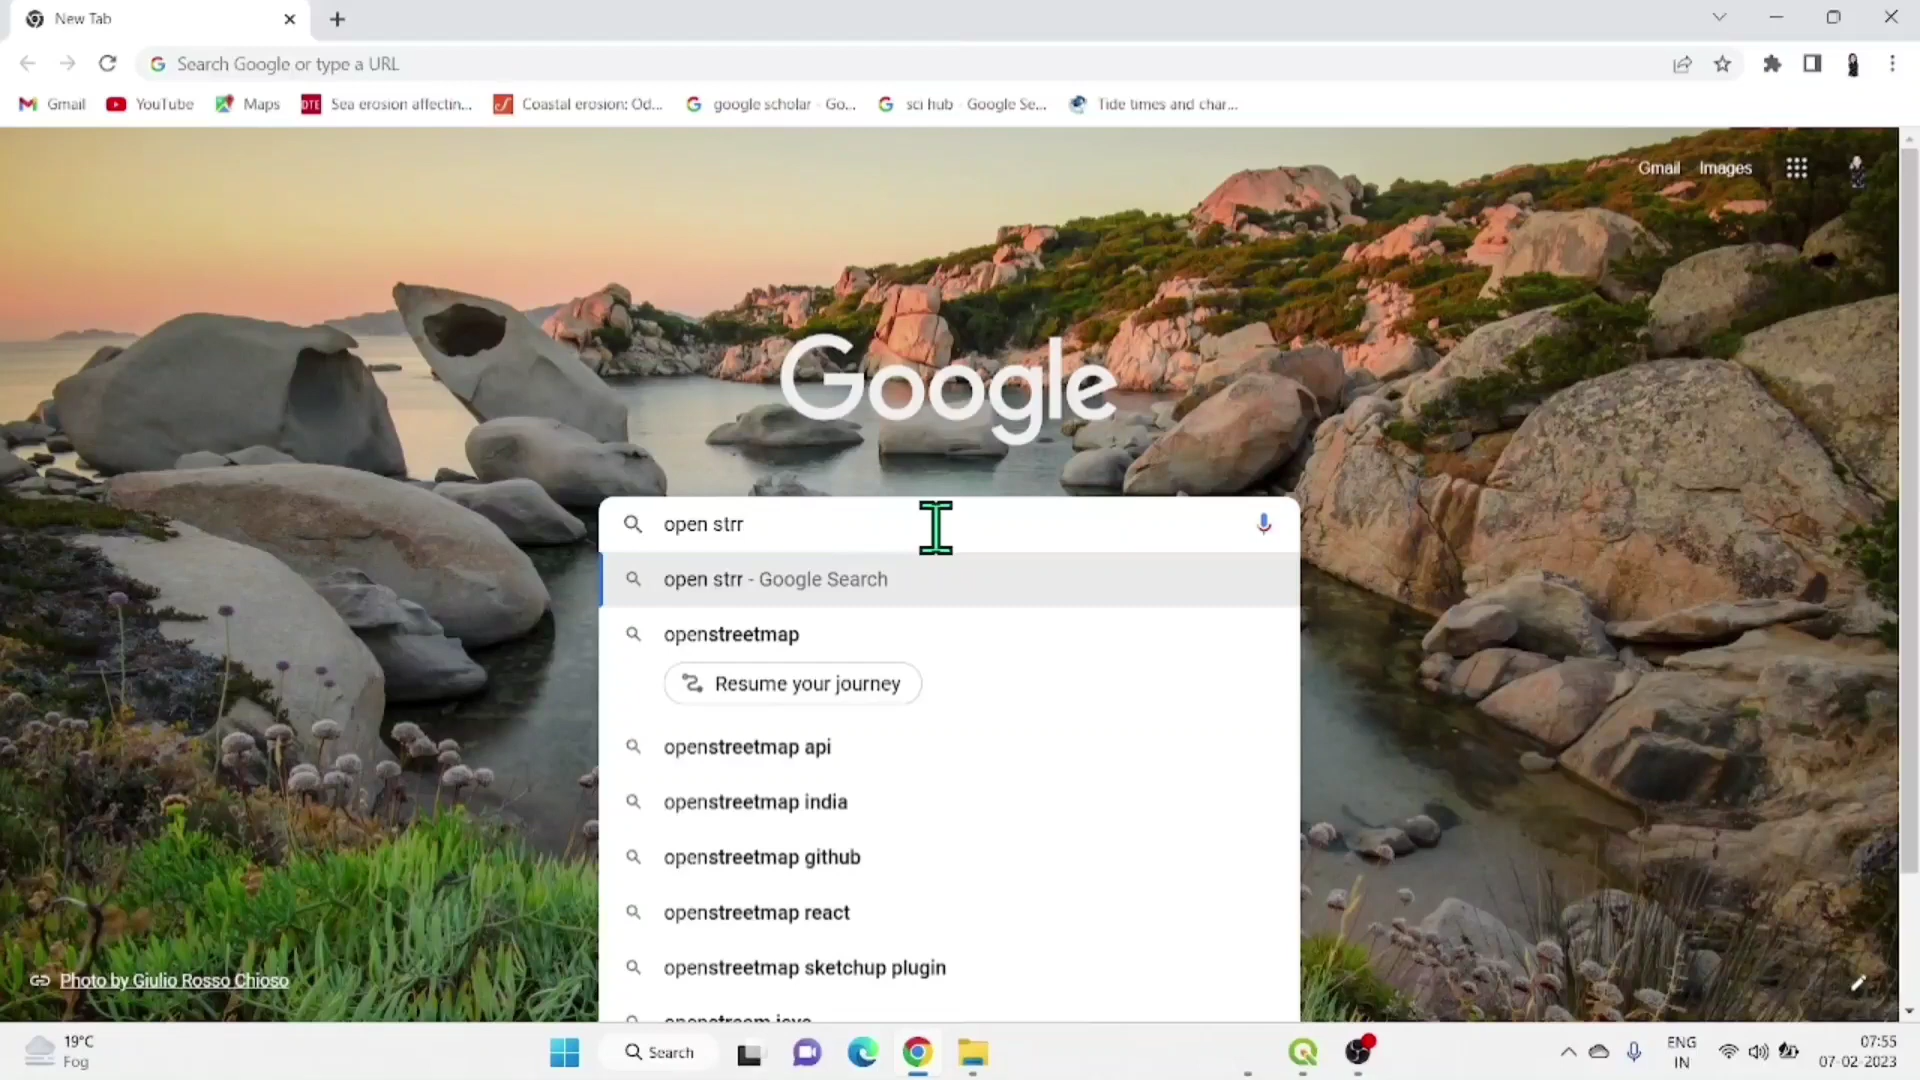 New Tab
Search Google or type a URL
Gmail YouTube Maps DTE Sea erosion affectin... Coastal erosion: Od... google scholar - Go... sci hub - Google Se... Tide times and char...
Gmail Images
Google
open strr
open strr - Google Search
openstreetmap
Resume your journey
openstreetmap api
openstreetmap india
openstreetmap github
openstreetmap react
openstreetmap sketchup plugin
Photo by Giulio Rosso Chioso
19°C
Fog
Search
ENG
IN
07:55
07-02-2023